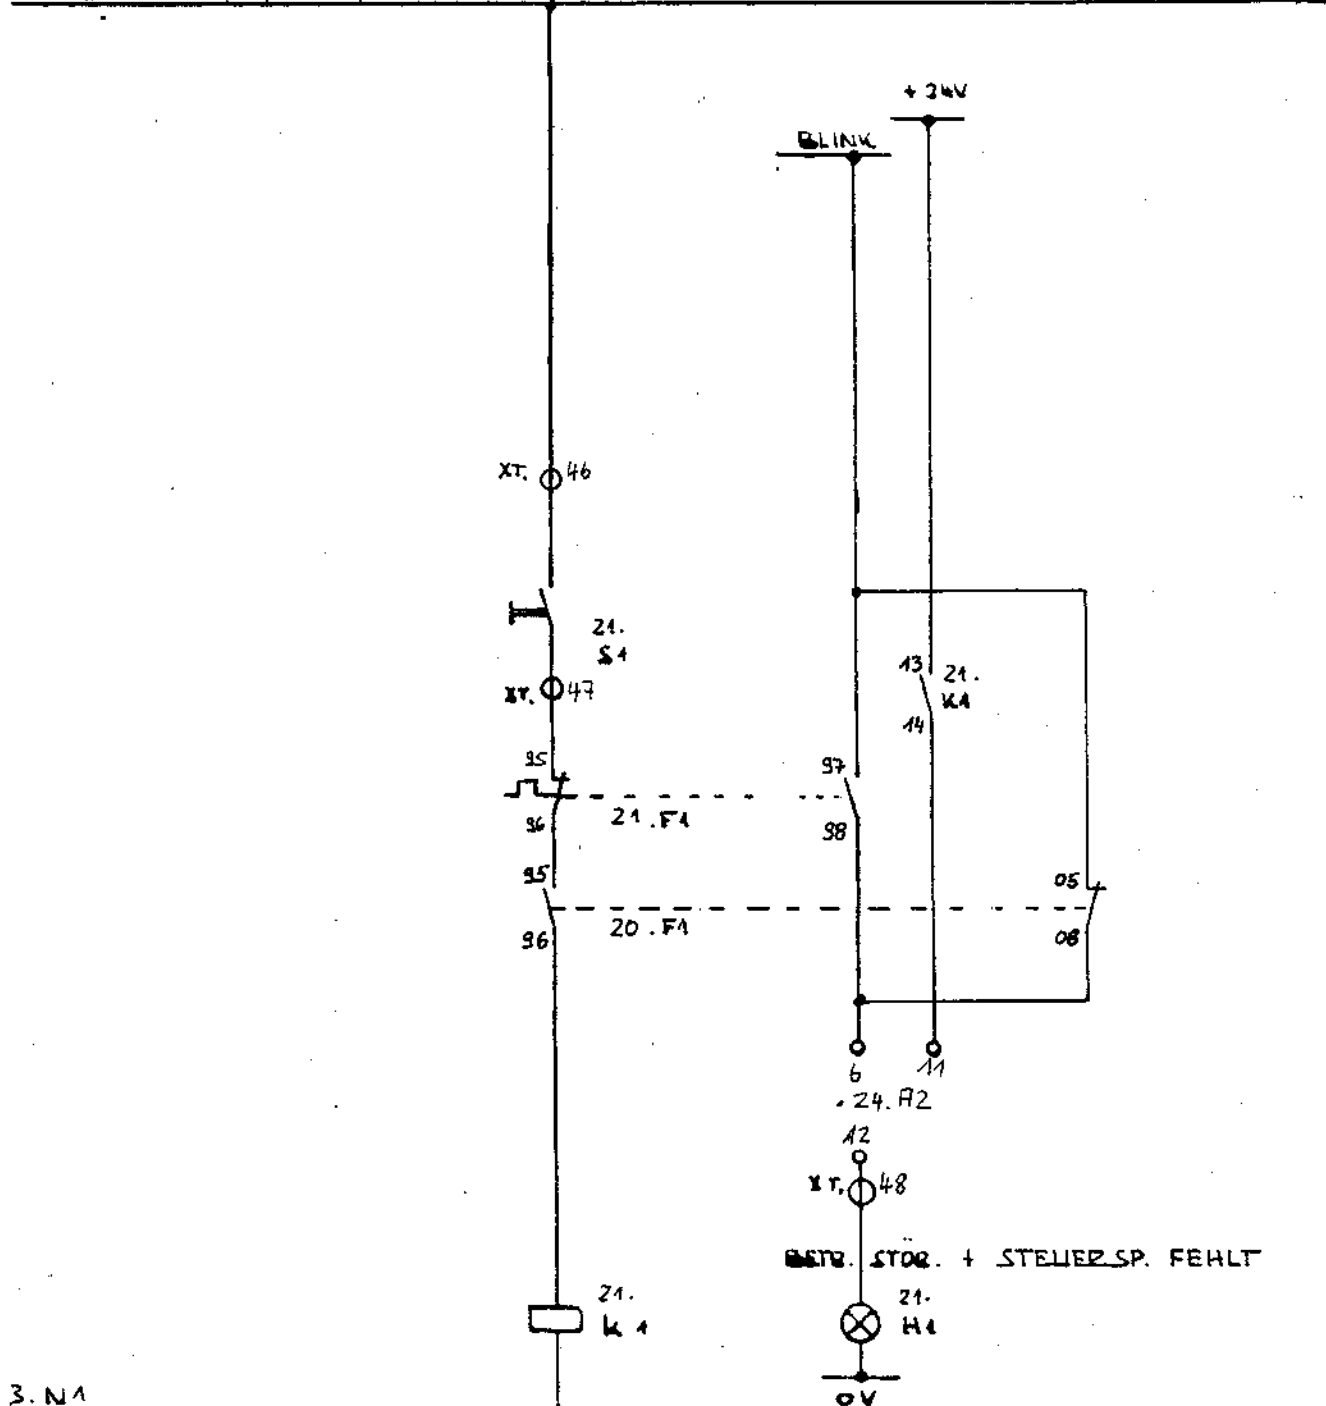 + 24V
BLINK
XT. 46
21.
S1
XT. 47
13 21.
K1
14
95
97
21.F1
96
98
95
05
20.F1
96
06
6 11
.24.A2
12
XT. 48
BETR. STÖR. + STEUERSP. FEHLT
21.
K1
21.
H1
3.N1
0V